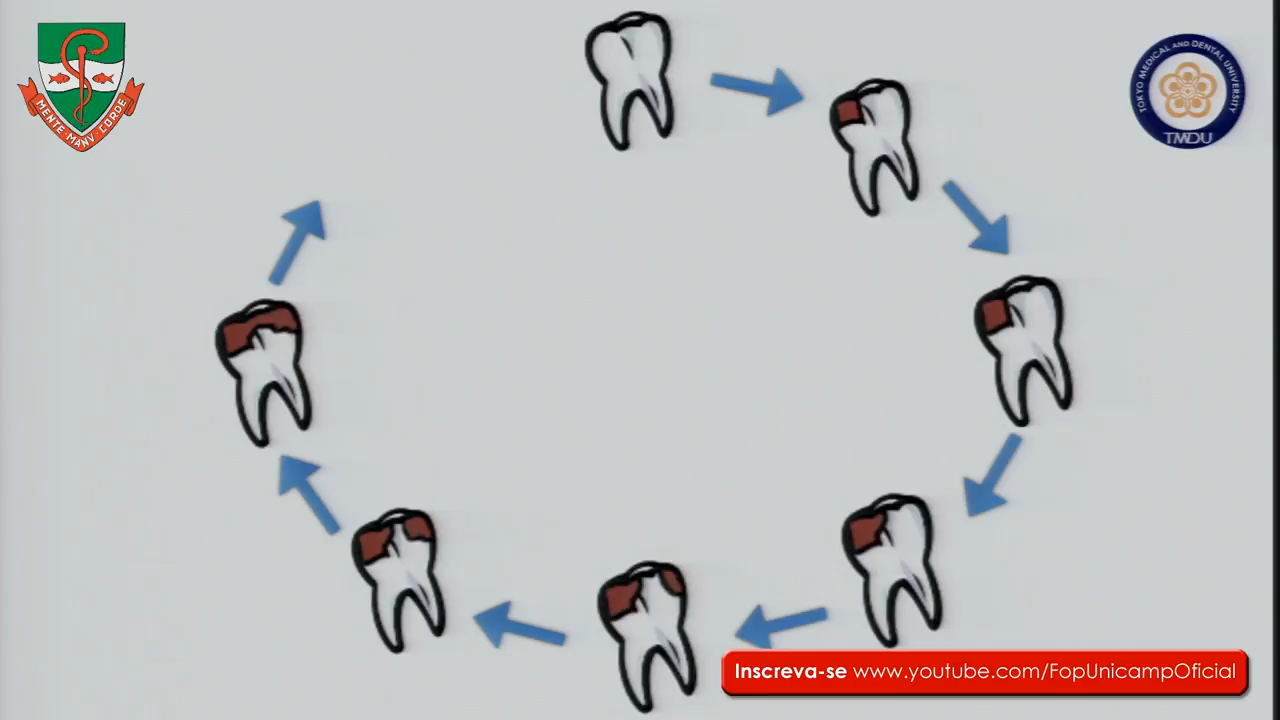 MENTE MANV CORDE
TOKYO MEDICAL AND DENTAL UNIVERSITY
TMDU
Inscreva-se www.youtube.com/FopUnicampOficial